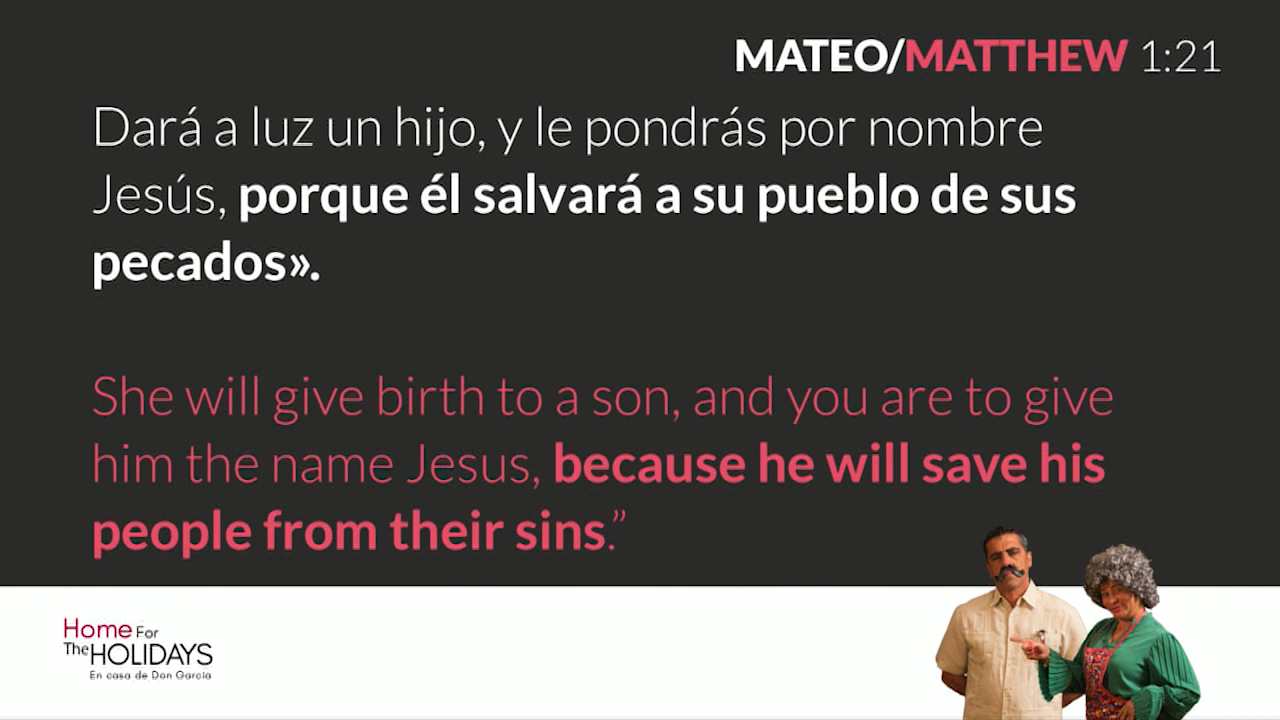 MATEO/MATTHEW 1:21
Dará a luz un hijo, y le pondrás por nombre
Jesús, porque él salvará a su pueblo de sus
pecados».
She will give birth to a son, and you are to give
him the name Jesus, because he will save his
people from their sins.”
Home For
The HOLIDAYS
En casa de Don García